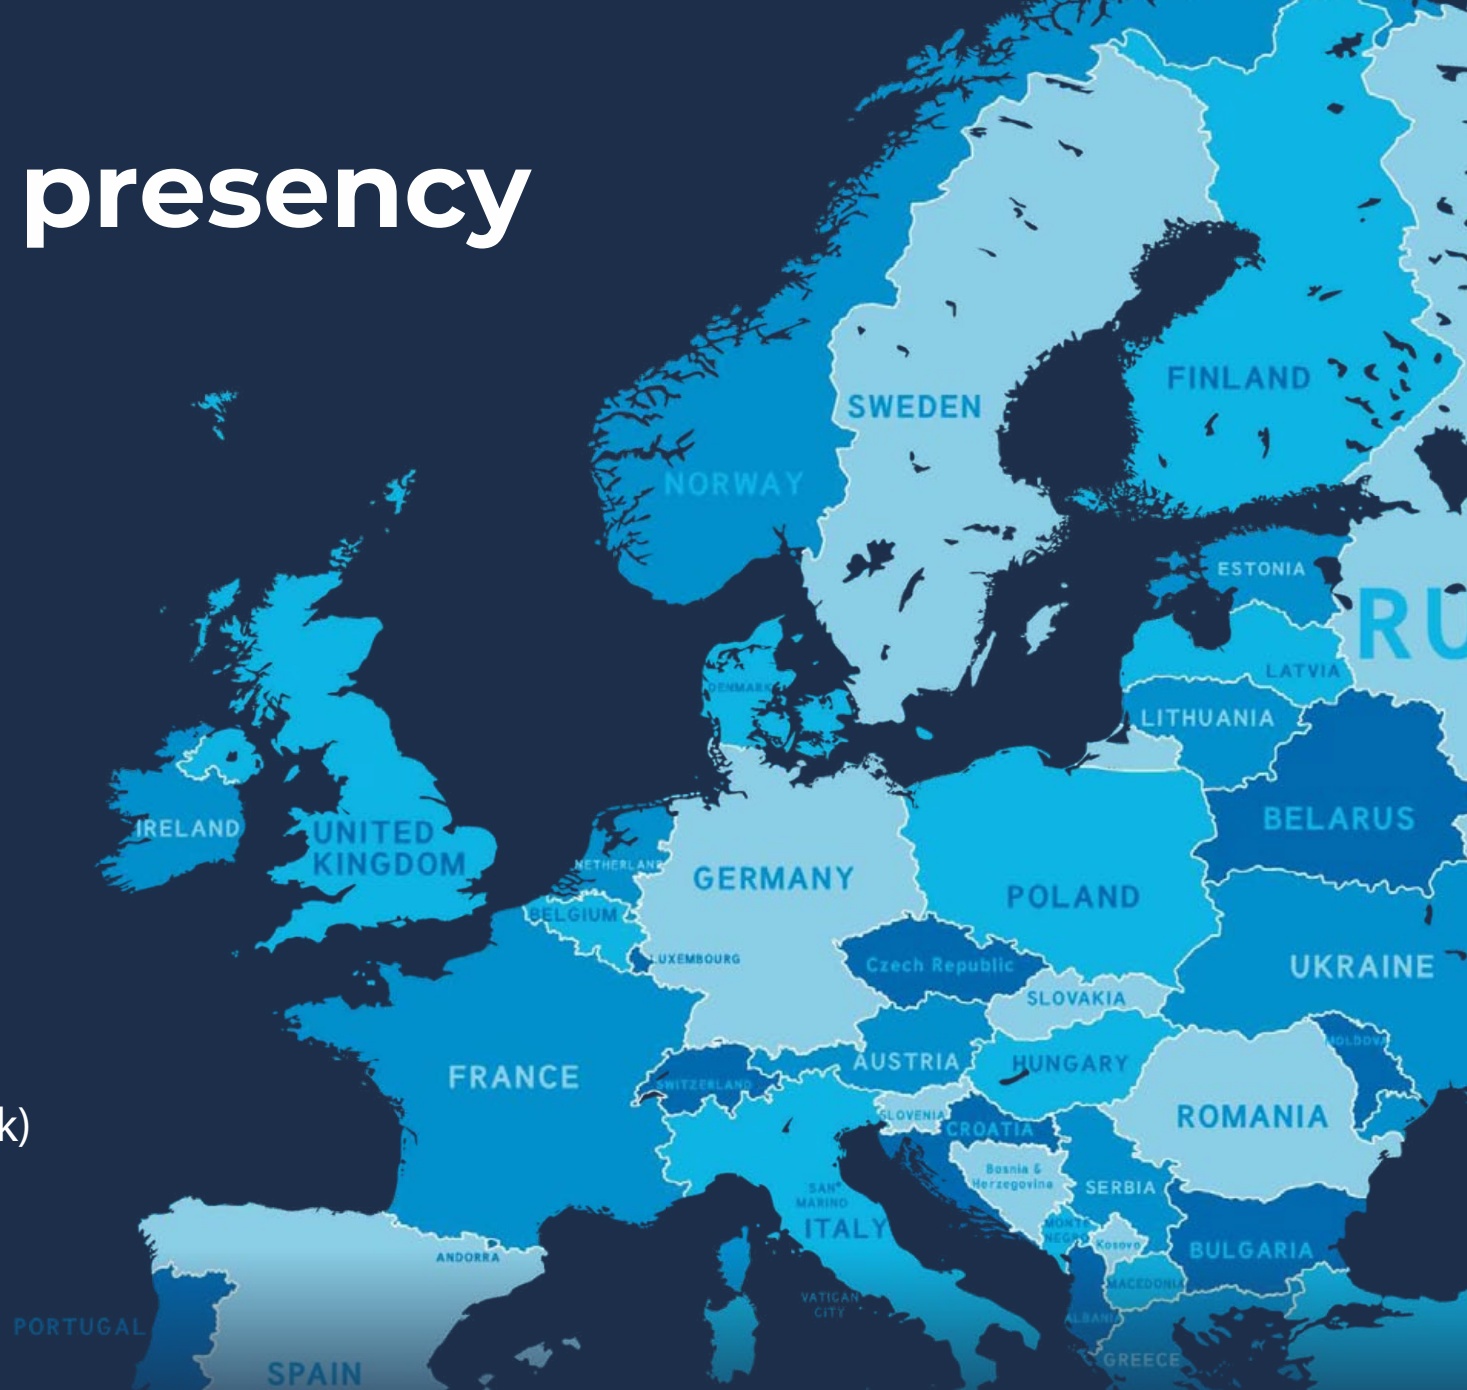 presency
FINLAND
SWEDEN
NORWAY
ESTONIA
RU
LATVIA
DENMARK
LITHUANIA
BELARUS
IRELAND
UNITED
KINGDOM
NETHERLAND
GERMANY
POLAND
BELGIUM
LUXEMBOURG
Czech Republic
UKRAINE
SLOVAKIA
MOLDOVA
AUSTRIA
HUNGARY
FRANCE
SWITZERLAND
SLOVENIA
CROATIA
ROMANIA
k)
Bosnia &
Herzegovina
SERBIA
SAN
MARINO
ITALY
MONTE
NEGRO
Kosovo
BULGARIA
ANDORRA
MACEDONIA
VATICAN
CITY
ALBANIA
PORTUGAL
GREECE
SPAIN